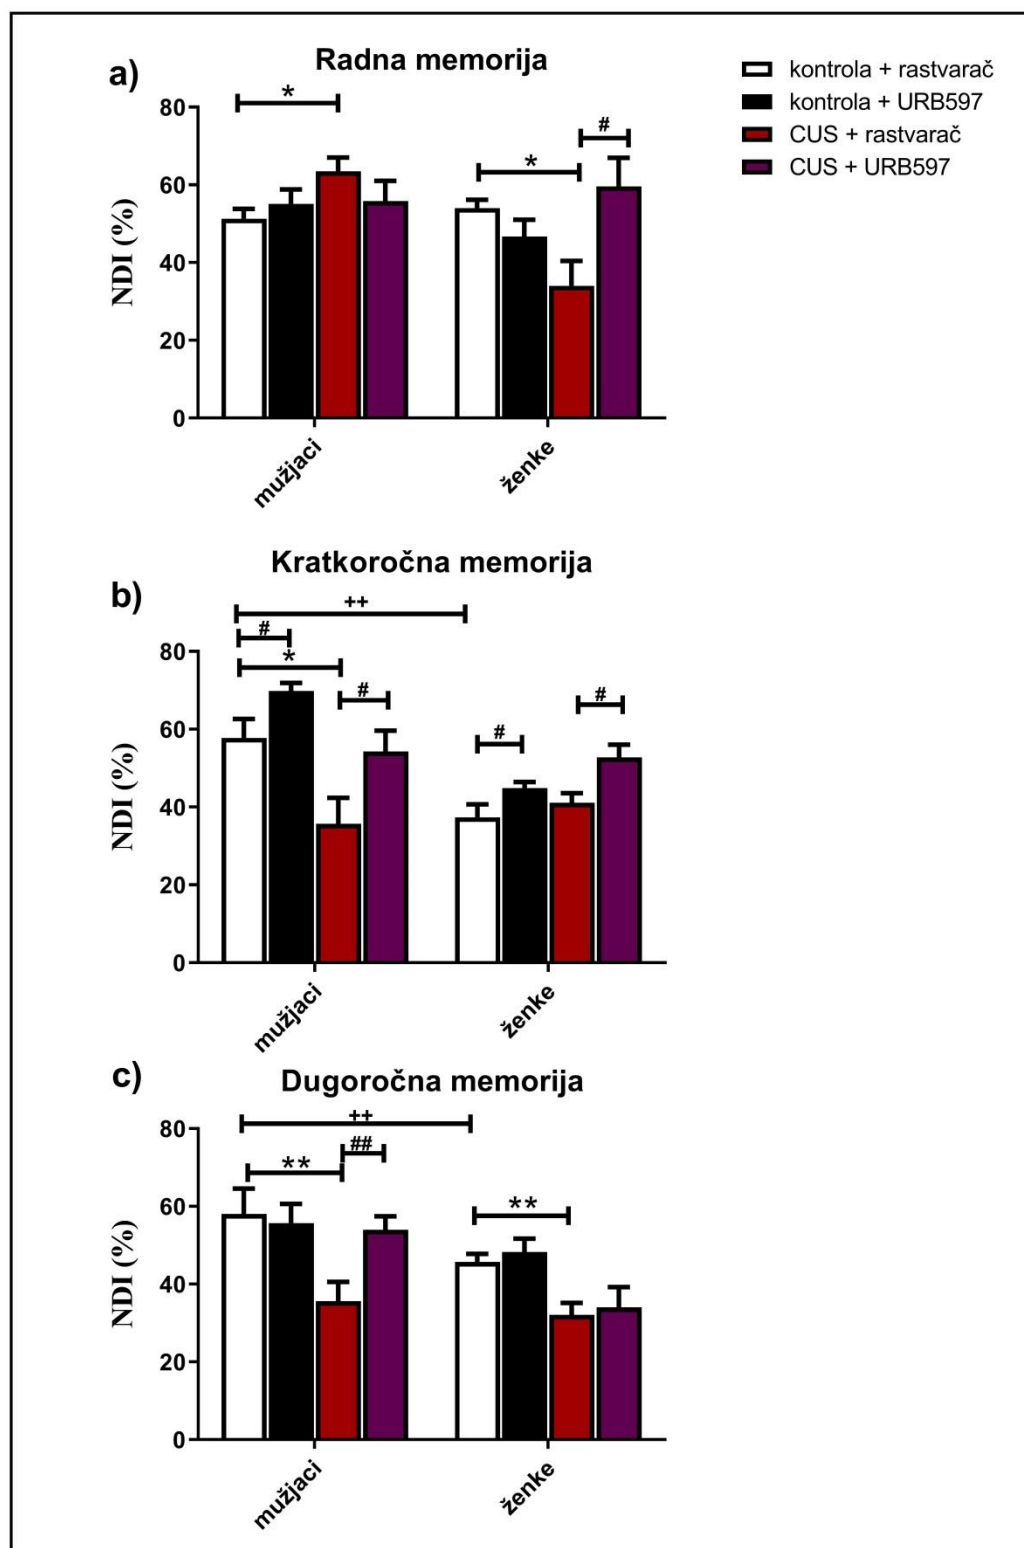 a)
Radna memorija
kontrola + rastvarač
kontrola + URB597
CUS + rastvarač
CUS + URB597
NDI (%)
80
60
40
20
0
*
*
#
mužjaci
ženke
b)
Kratkoročna memorija
NDI (%)
80
60
40
20
0
++
#
*
#
#
#
mužjaci
ženke
c)
Dugoročna memorija
NDI (%)
80
60
40
20
0
++
##
**
**
mužjaci
ženke